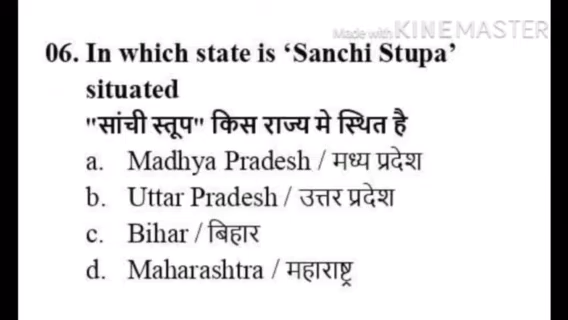 Made with KINEMASTER
06. In which state is ‘Sanchi Stupa’
situated
"सांची स्तूप" किस राज्य मे स्थित है
a. Madhya Pradesh / मध्य प्रदेश
b. Uttar Pradesh / उत्तर प्रदेश
c. Bihar / बिहार
d. Maharashtra / महाराष्ट्र